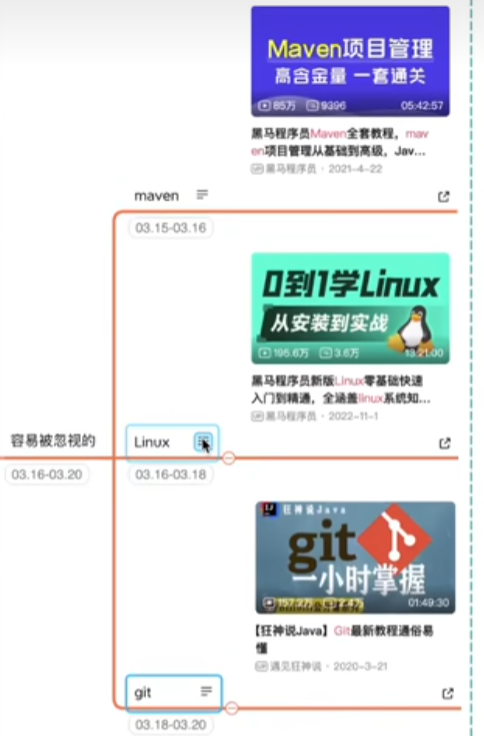 Maven项目管理
高含金量 一套通关
85万 9396 05:42:57
黑马程序员Maven全套教程，mav
en项目管理从基础到高级，Jav...
UP 黑马程序员 · 2021-4-22
maven
03.15-03.16
0到1学Linux
从安装到实战
195.6万 3.6万 13:21:00
黑马程序员新版Linux零基础快速
入门到精通，全涵盖linux系统知...
UP 黑马程序员 · 2022-11-1
容易被忽视的
Linux
03.16-03.20
03.16-03.18
狂神说Java
git
一小时掌握
01:49:30
【狂神说Java】Git最新教程通俗易
懂
UP 遇见狂神说 · 2020-3-21
git
03.18-03.20